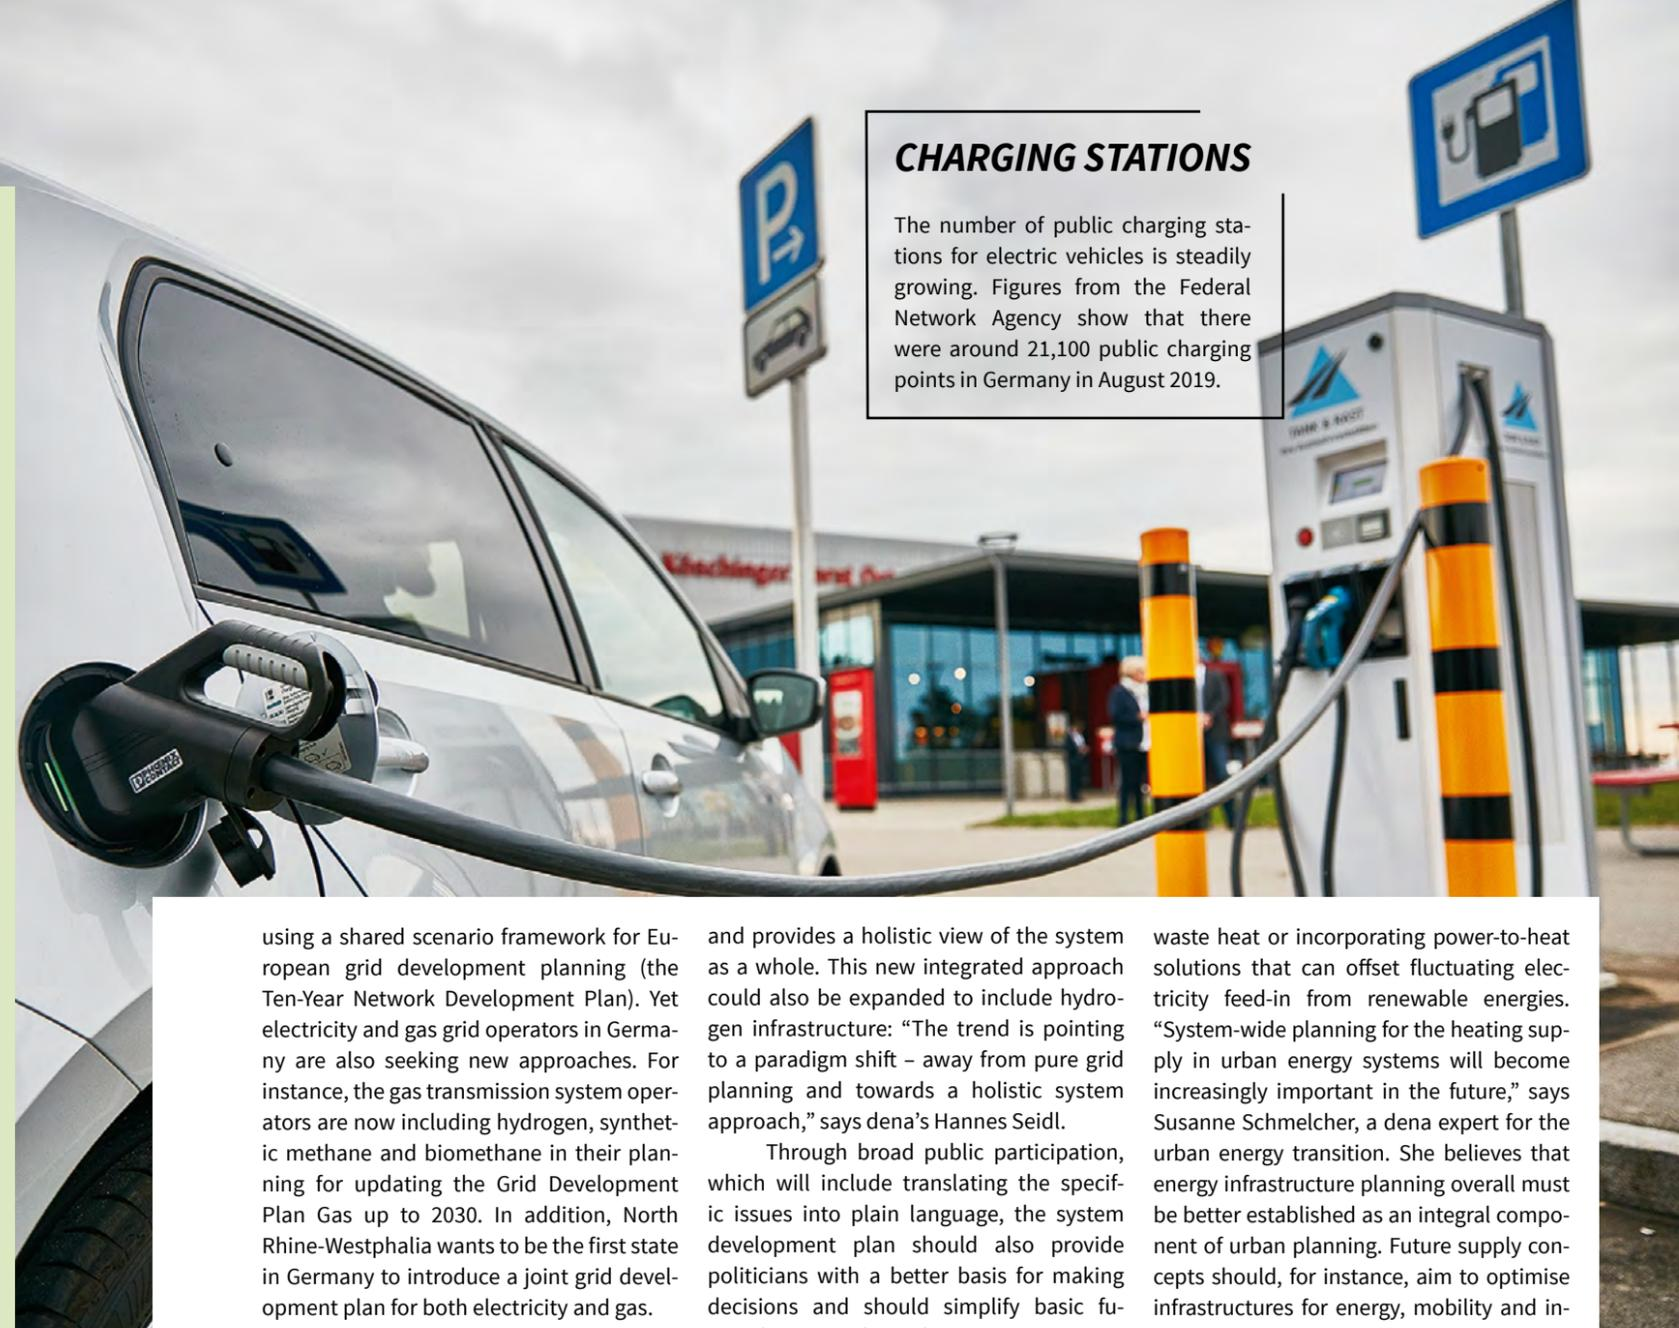 P
CHARGING STATIONS
The number of public charging sta-
tions for electric vehicles is steadily
growing. Figures from the Federal
Network Agency show that there
were around 21,100 public charging
points in Germany in August 2019.
TANK & RAST
Köschinger Forst Ost
PHŒNIX
CONTACT
using a shared scenario framework for Eu-
ropean grid development planning (the
Ten-Year Network Development Plan). Yet
electricity and gas grid operators in Germa-
ny are also seeking new approaches. For
instance, the gas transmission system oper-
ators are now including hydrogen, synthet-
ic methane and biomethane in their plan-
ning for updating the Grid Development
Plan Gas up to 2030. In addition, North
Rhine-Westphalia wants to be the first state
in Germany to introduce a joint grid devel-
opment plan for both electricity and gas.
and provides a holistic view of the system
as a whole. This new integrated approach
could also be expanded to include hydro-
gen infrastructure: “The trend is pointing
to a paradigm shift – away from pure grid
planning and towards a holistic system
approach,” says dena’s Hannes Seidl.
Through broad public participation,
which will include translating the specif-
ic issues into plain language, the system
development plan should also provide
politicians with a better basis for making
decisions and should simplify basic fu-
waste heat or incorporating power-to-heat
solutions that can offset fluctuating elec-
tricity feed-in from renewable energies.
“System-wide planning for the heating sup-
ply in urban energy systems will become
increasingly important in the future,” says
Susanne Schmelcher, a dena expert for the
urban energy transition. She believes that
energy infrastructure planning overall must
be better established as an integral compo-
nent of urban planning. Future supply con-
cepts should, for instance, aim to optimise
infrastructures for energy, mobility and in-